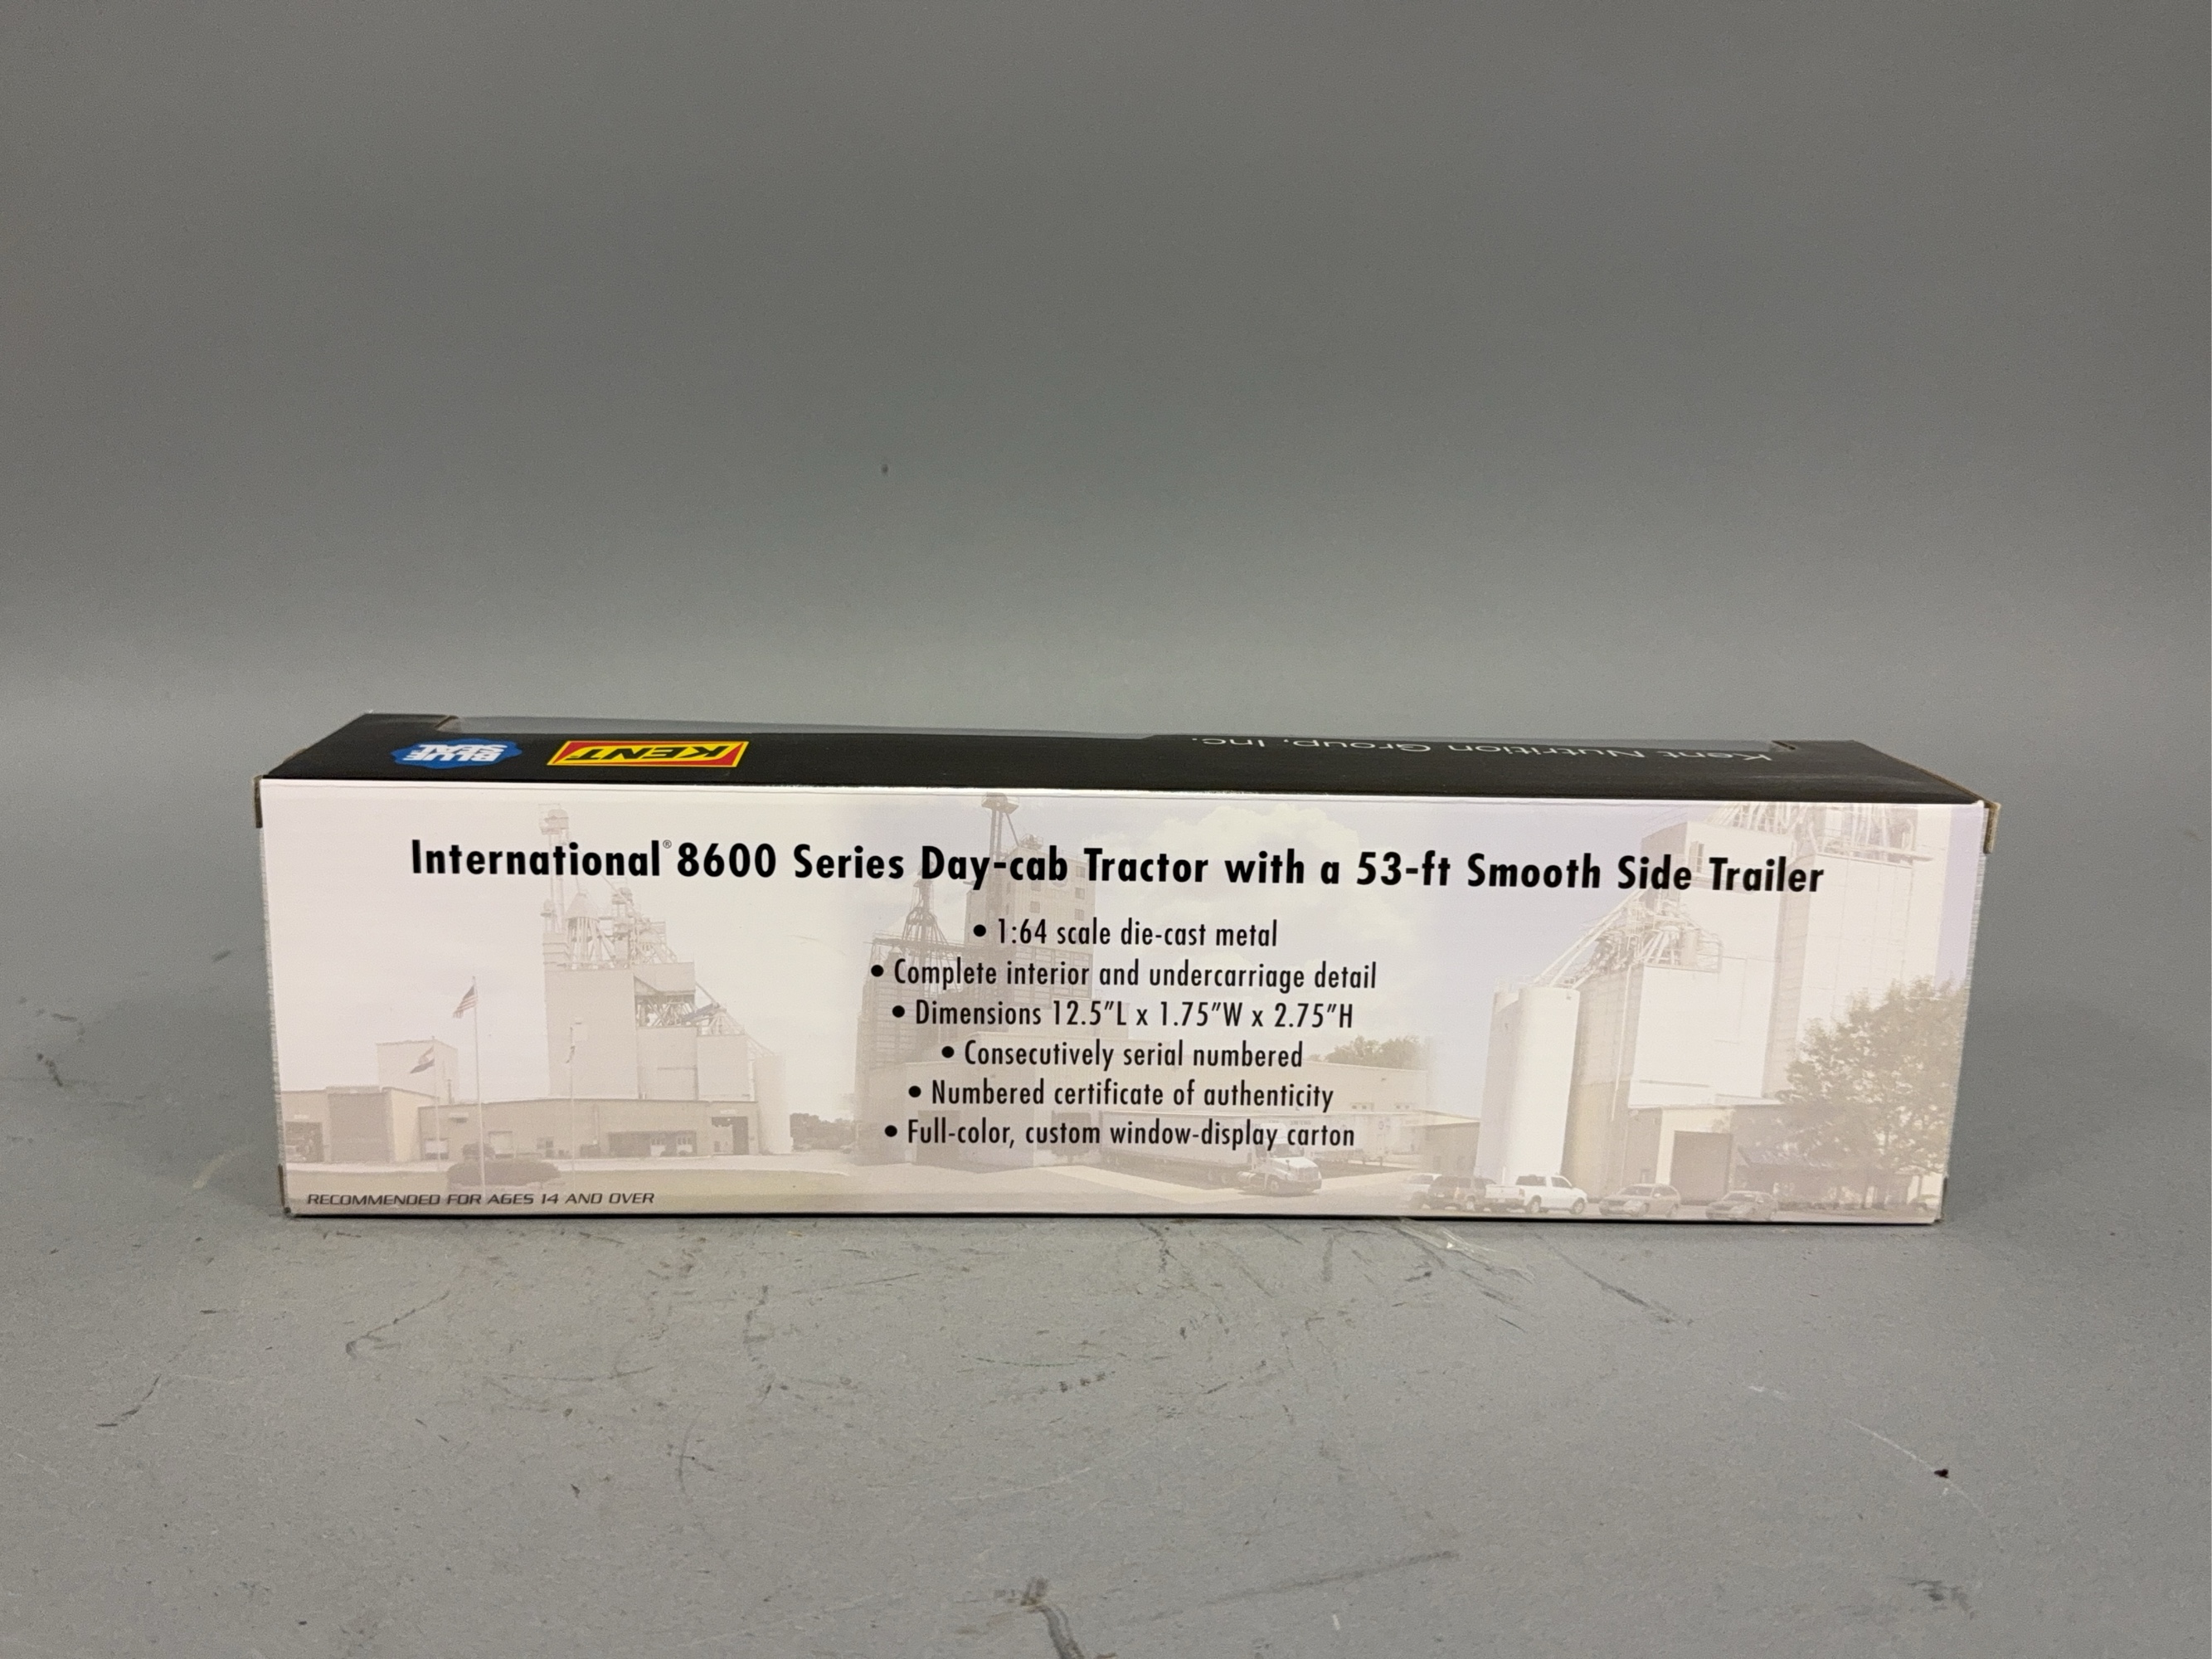 BLUE
SEAL
KENT
Kent Nutrition Group, Inc.
International® 8600 Series Day-cab Tractor with a 53-ft Smooth Side Trailer
• 1:64 scale die-cast metal
• Complete interior and undercarriage detail
• Dimensions 12.5"L x 1.75"W x 2.75"H
• Consecutively serial numbered
• Numbered certificate of authenticity
• Full-color, custom window-display carton
RECOMMENDED FOR AGES 14 AND OVER